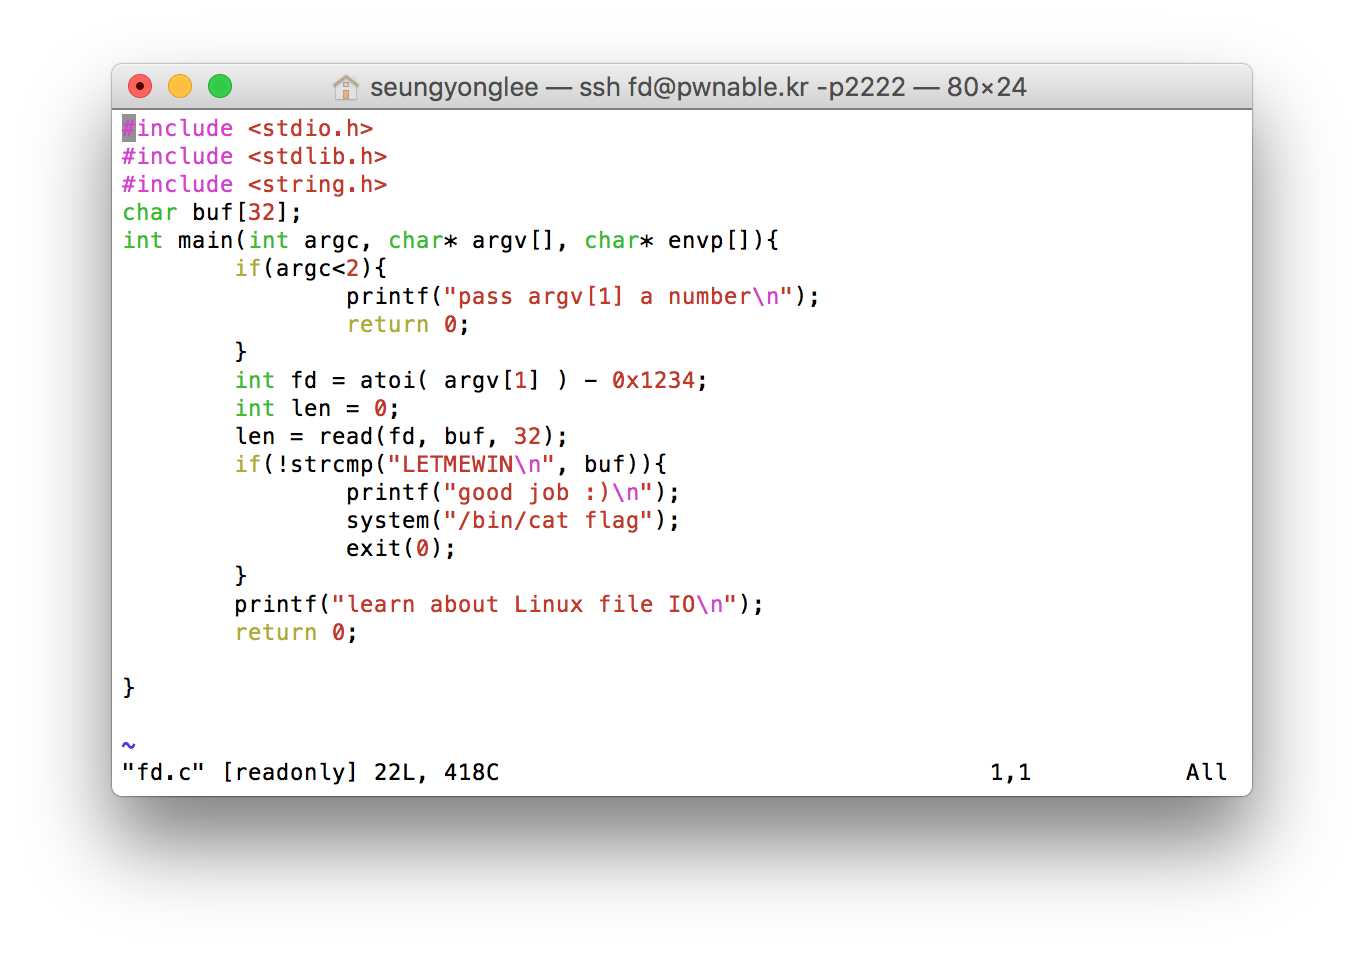 seungyonglee — ssh fd@pwnable.kr -p2222 — 80×24
#include <stdio.h>
#include <stdlib.h>
#include <string.h>
char buf[32];
int main(int argc, char* argv[], char* envp[]){
        if(argc<2){
                printf("pass argv[1] a number\n");
                return 0;
        }
        int fd = atoi( argv[1] ) - 0x1234;
        int len = 0;
        len = read(fd, buf, 32);
        if(!strcmp("LETMEWIN\n", buf)){
                printf("good job :)\n");
                system("/bin/cat flag");
                exit(0);
        }
        printf("learn about Linux file IO\n");
        return 0;

}

~
"fd.c" [readonly] 22L, 418C 1,1 All